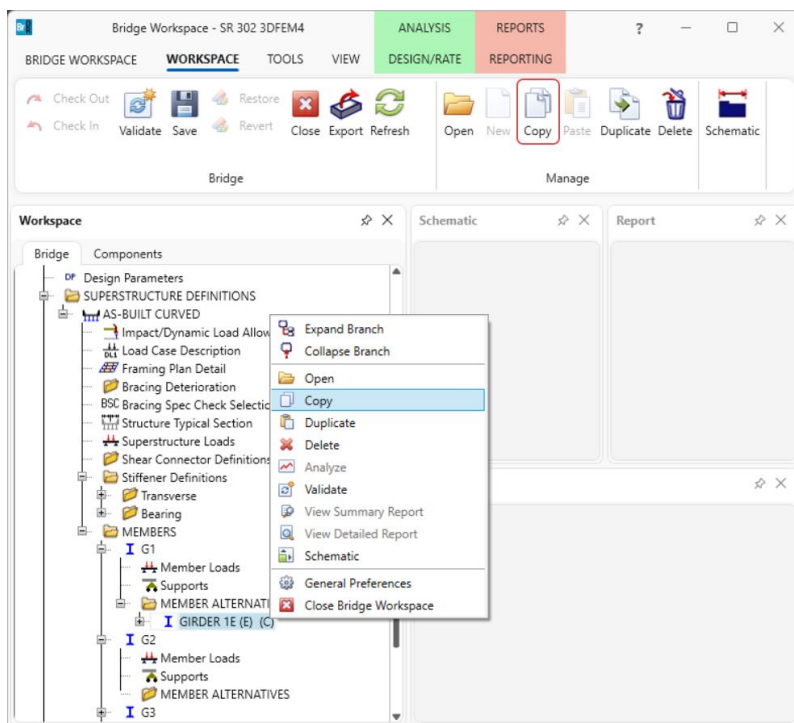 Br
Bridge Workspace - SR 302 3DFEM4
ANALYSIS
REPORTS
?
BRIDGE WORKSPACE
WORKSPACE
TOOLS
VIEW
DESIGN/RATE
REPORTING
Check Out
Check In
Validate
Save
Restore
Revert
Close
Export
Refresh
Open
New
Copy
Paste
Duplicate
Delete
Schematic
Bridge
Manage
Workspace
Bridge
Components
DP Design Parameters
SUPERSTRUCTURE DEFINITIONS
AS-BUILT CURVED
Impact/Dynamic Load Allow
DL1 Load Case Description
Framing Plan Detail
Bracing Deterioration
BSC Bracing Spec Check Selectio
Structure Typical Section
Superstructure Loads
Shear Connector Definitions
Stiffener Definitions
Transverse
Bearing
MEMBERS
G1
Member Loads
Supports
MEMBER ALTERNATI
GIRDER 1E (E) (C)
G2
Member Loads
Supports
MEMBER ALTERNATIVES
G3
Expand Branch
Collapse Branch
Open
Copy
Duplicate
Delete
Analyze
Validate
View Summary Report
View Detailed Report
Schematic
General Preferences
Close Bridge Workspace
Schematic
Report